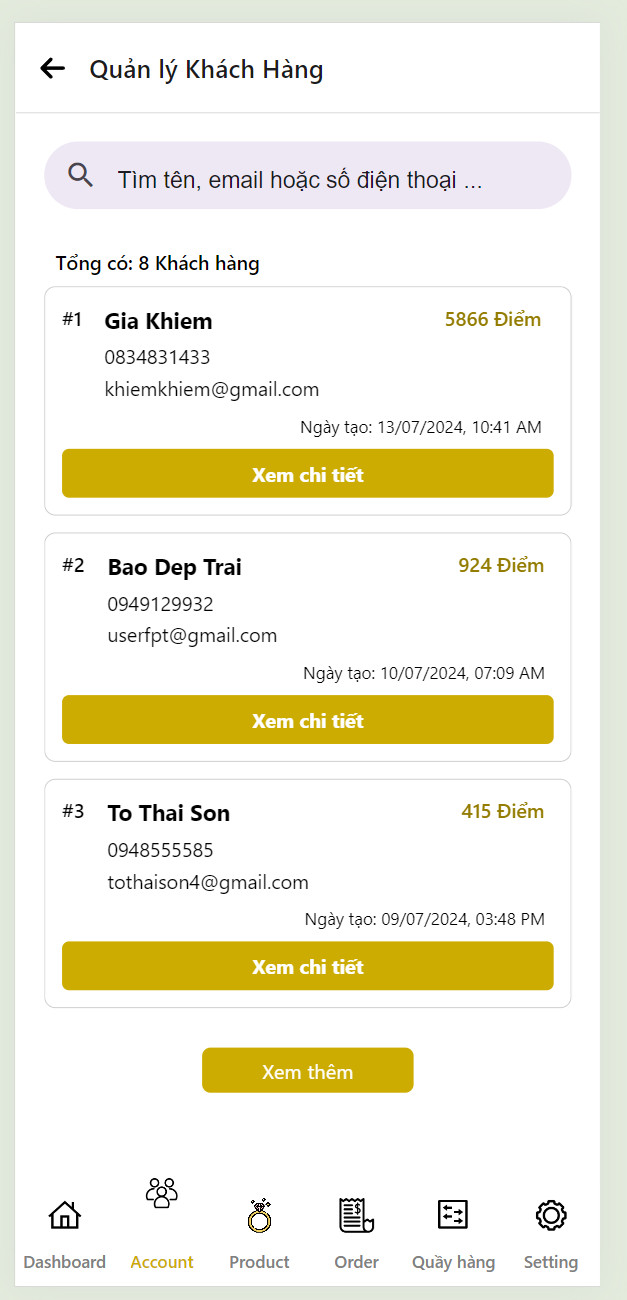 Quản lý Khách Hàng
Tìm tên, email hoặc số điện thoại ...
Tổng có: 8 Khách hàng
#1 Gia Khiem 5866 Điểm
0834831433
khiemkhiem@gmail.com
Ngày tạo: 13/07/2024, 10:41 AM
Xem chi tiết
#2 Bao Dep Trai 924 Điểm
0949129932
userfpt@gmail.com
Ngày tạo: 10/07/2024, 07:09 AM
Xem chi tiết
#3 To Thai Son 415 Điểm
0948555585
tothaison4@gmail.com
Ngày tạo: 09/07/2024, 03:48 PM
Xem chi tiết
Xem thêm
Dashboard Account Product Order Quầy hàng Setting